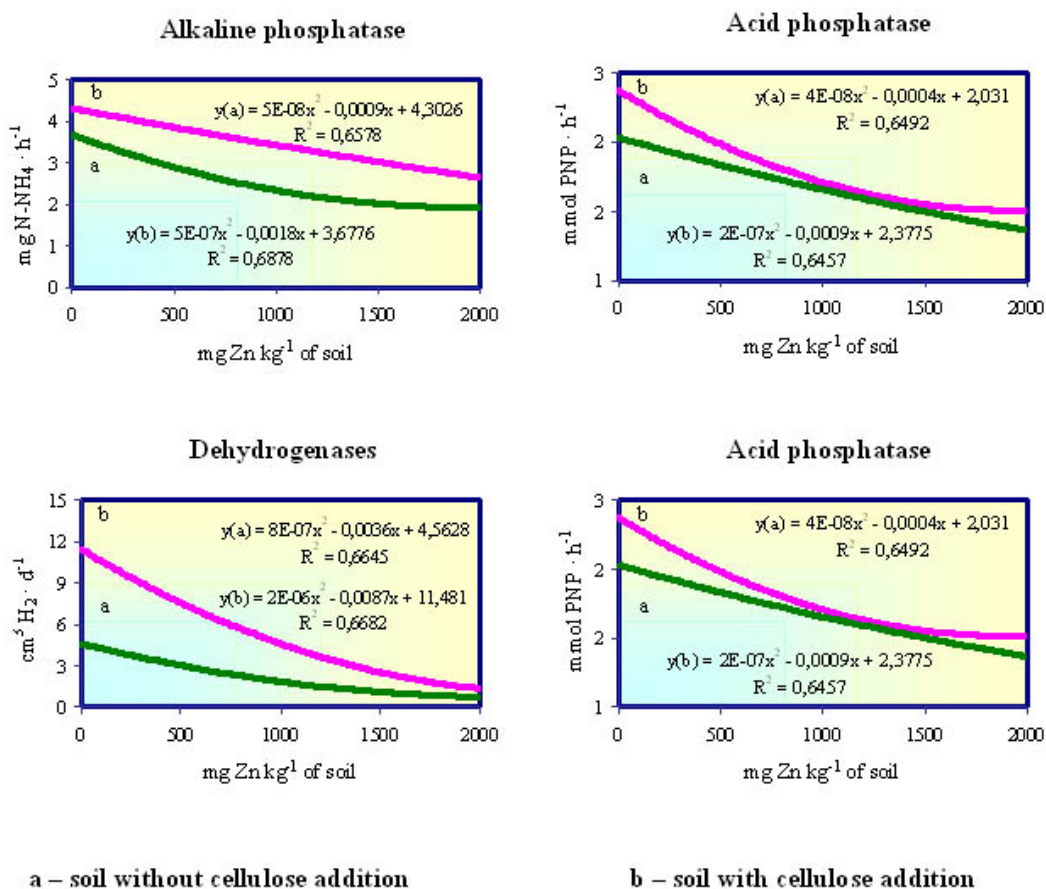 Alkaline phosphatase
5
4
3
2
1
0
mg N-NH₄ · h⁻¹
b
a
y(a) = 5E-08x² - 0,0009x + 4,3026
R² = 0,6578
y(b) = 5E-07x² - 0,0018x + 3,6776
R² = 0,6878
0 500 1000 1500 2000
mg Zn kg⁻¹ of soil
Acid phosphatase
3
2
2
1
mmol PNP · h⁻¹
b
a
y(a) = 4E-08x² - 0,0004x + 2,031
R² = 0,6492
y(b) = 2E-07x² - 0,0009x + 2,3775
R² = 0,6457
0 500 1000 1500 2000
mg Zn kg⁻¹ of soil
Dehydrogenases
15
12
9
6
3
0
cm³ H₂ · d⁻¹
b
a
y(a) = 8E-07x² - 0,0036x + 4,5628
R² = 0,6645
y(b) = 2E-06x² - 0,0087x + 11,481
R² = 0,6682
0 500 1000 1500 2000
mg Zn kg⁻¹ of soil
Acid phosphatase
3
2
2
1
mmol PNP · h⁻¹
b
a
y(a) = 4E-08x² - 0,0004x + 2,031
R² = 0,6492
y(b) = 2E-07x² - 0,0009x + 2,3775
R² = 0,6457
0 500 1000 1500 2000
mg Zn kg⁻¹ of soil
a – soil without cellulose addition
b – soil with cellulose addition